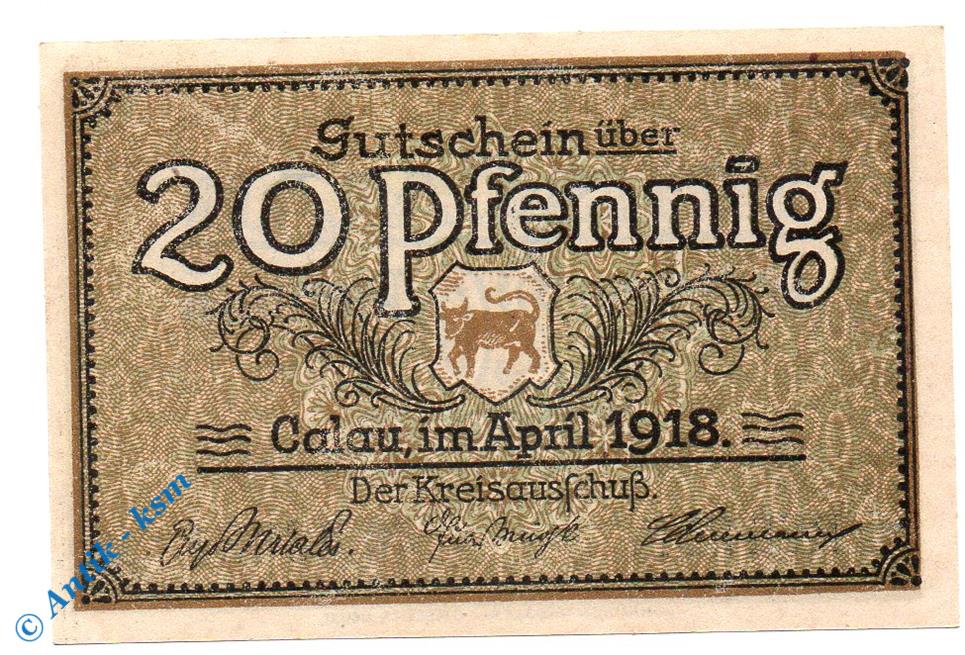 Gutschein über
20 Pfennig
Calau, im April 1918.
Der Kreisausſchuß.
© Antik - ksm